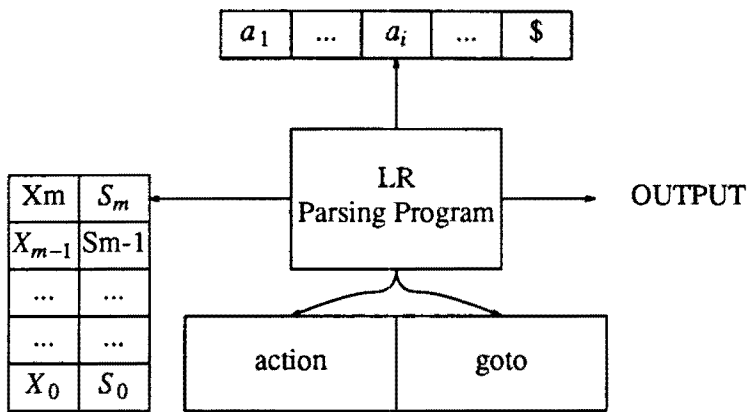 a1 ... ai ... $
LR
Parsing Program
OUTPUT
Xm Sm
Xm-1 Sm-1
... ...
... ...
X0 S0
action goto